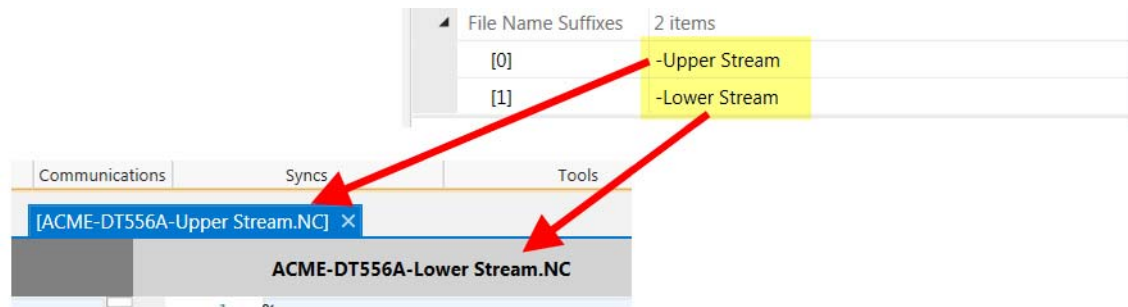 File Name Suffixes 2 items
[0] -Upper Stream
[1] -Lower Stream
Communications Syncs Tools
[ACME-DT556A-Upper Stream.NC] ×
ACME-DT556A-Lower Stream.NC